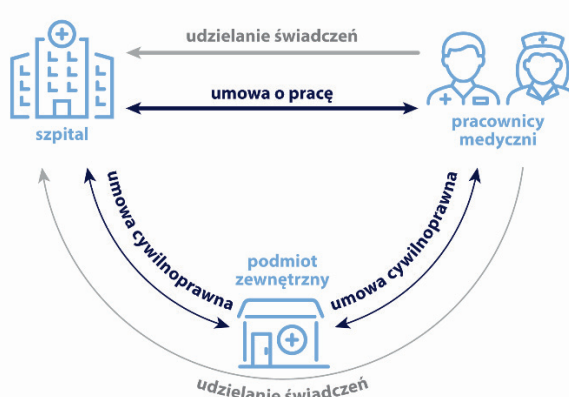 udzielanie świadczeń
umowa o pracę
szpital
pracownicy
medyczni
umowa cywilnoprawna
umowa cywilnoprawna
podmiot
zewnętrzny
udzielanie świadczeń